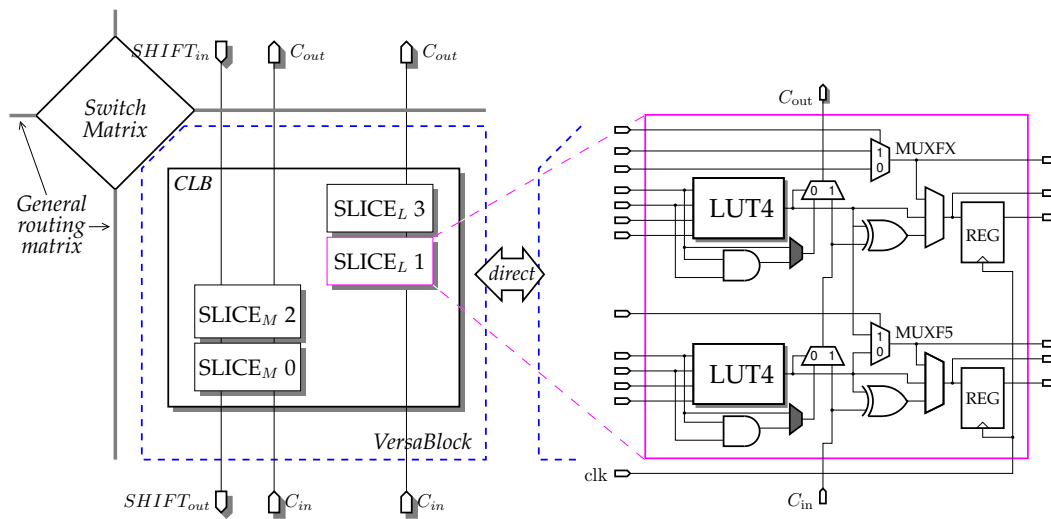 SHIFT_in
C_out
C_out
Switch
Matrix
General
routing
matrix
CLB
SLICE_L 3
SLICE_L 1
SLICE_M 2
SLICE_M 0
VersaBlock
SHIFT_out
C_in
C_in
direct
C_out
MUXFX
1
0
LUT4
0 1
REG
MUXF5
1
0
LUT4
0 1
REG
clk
C_in